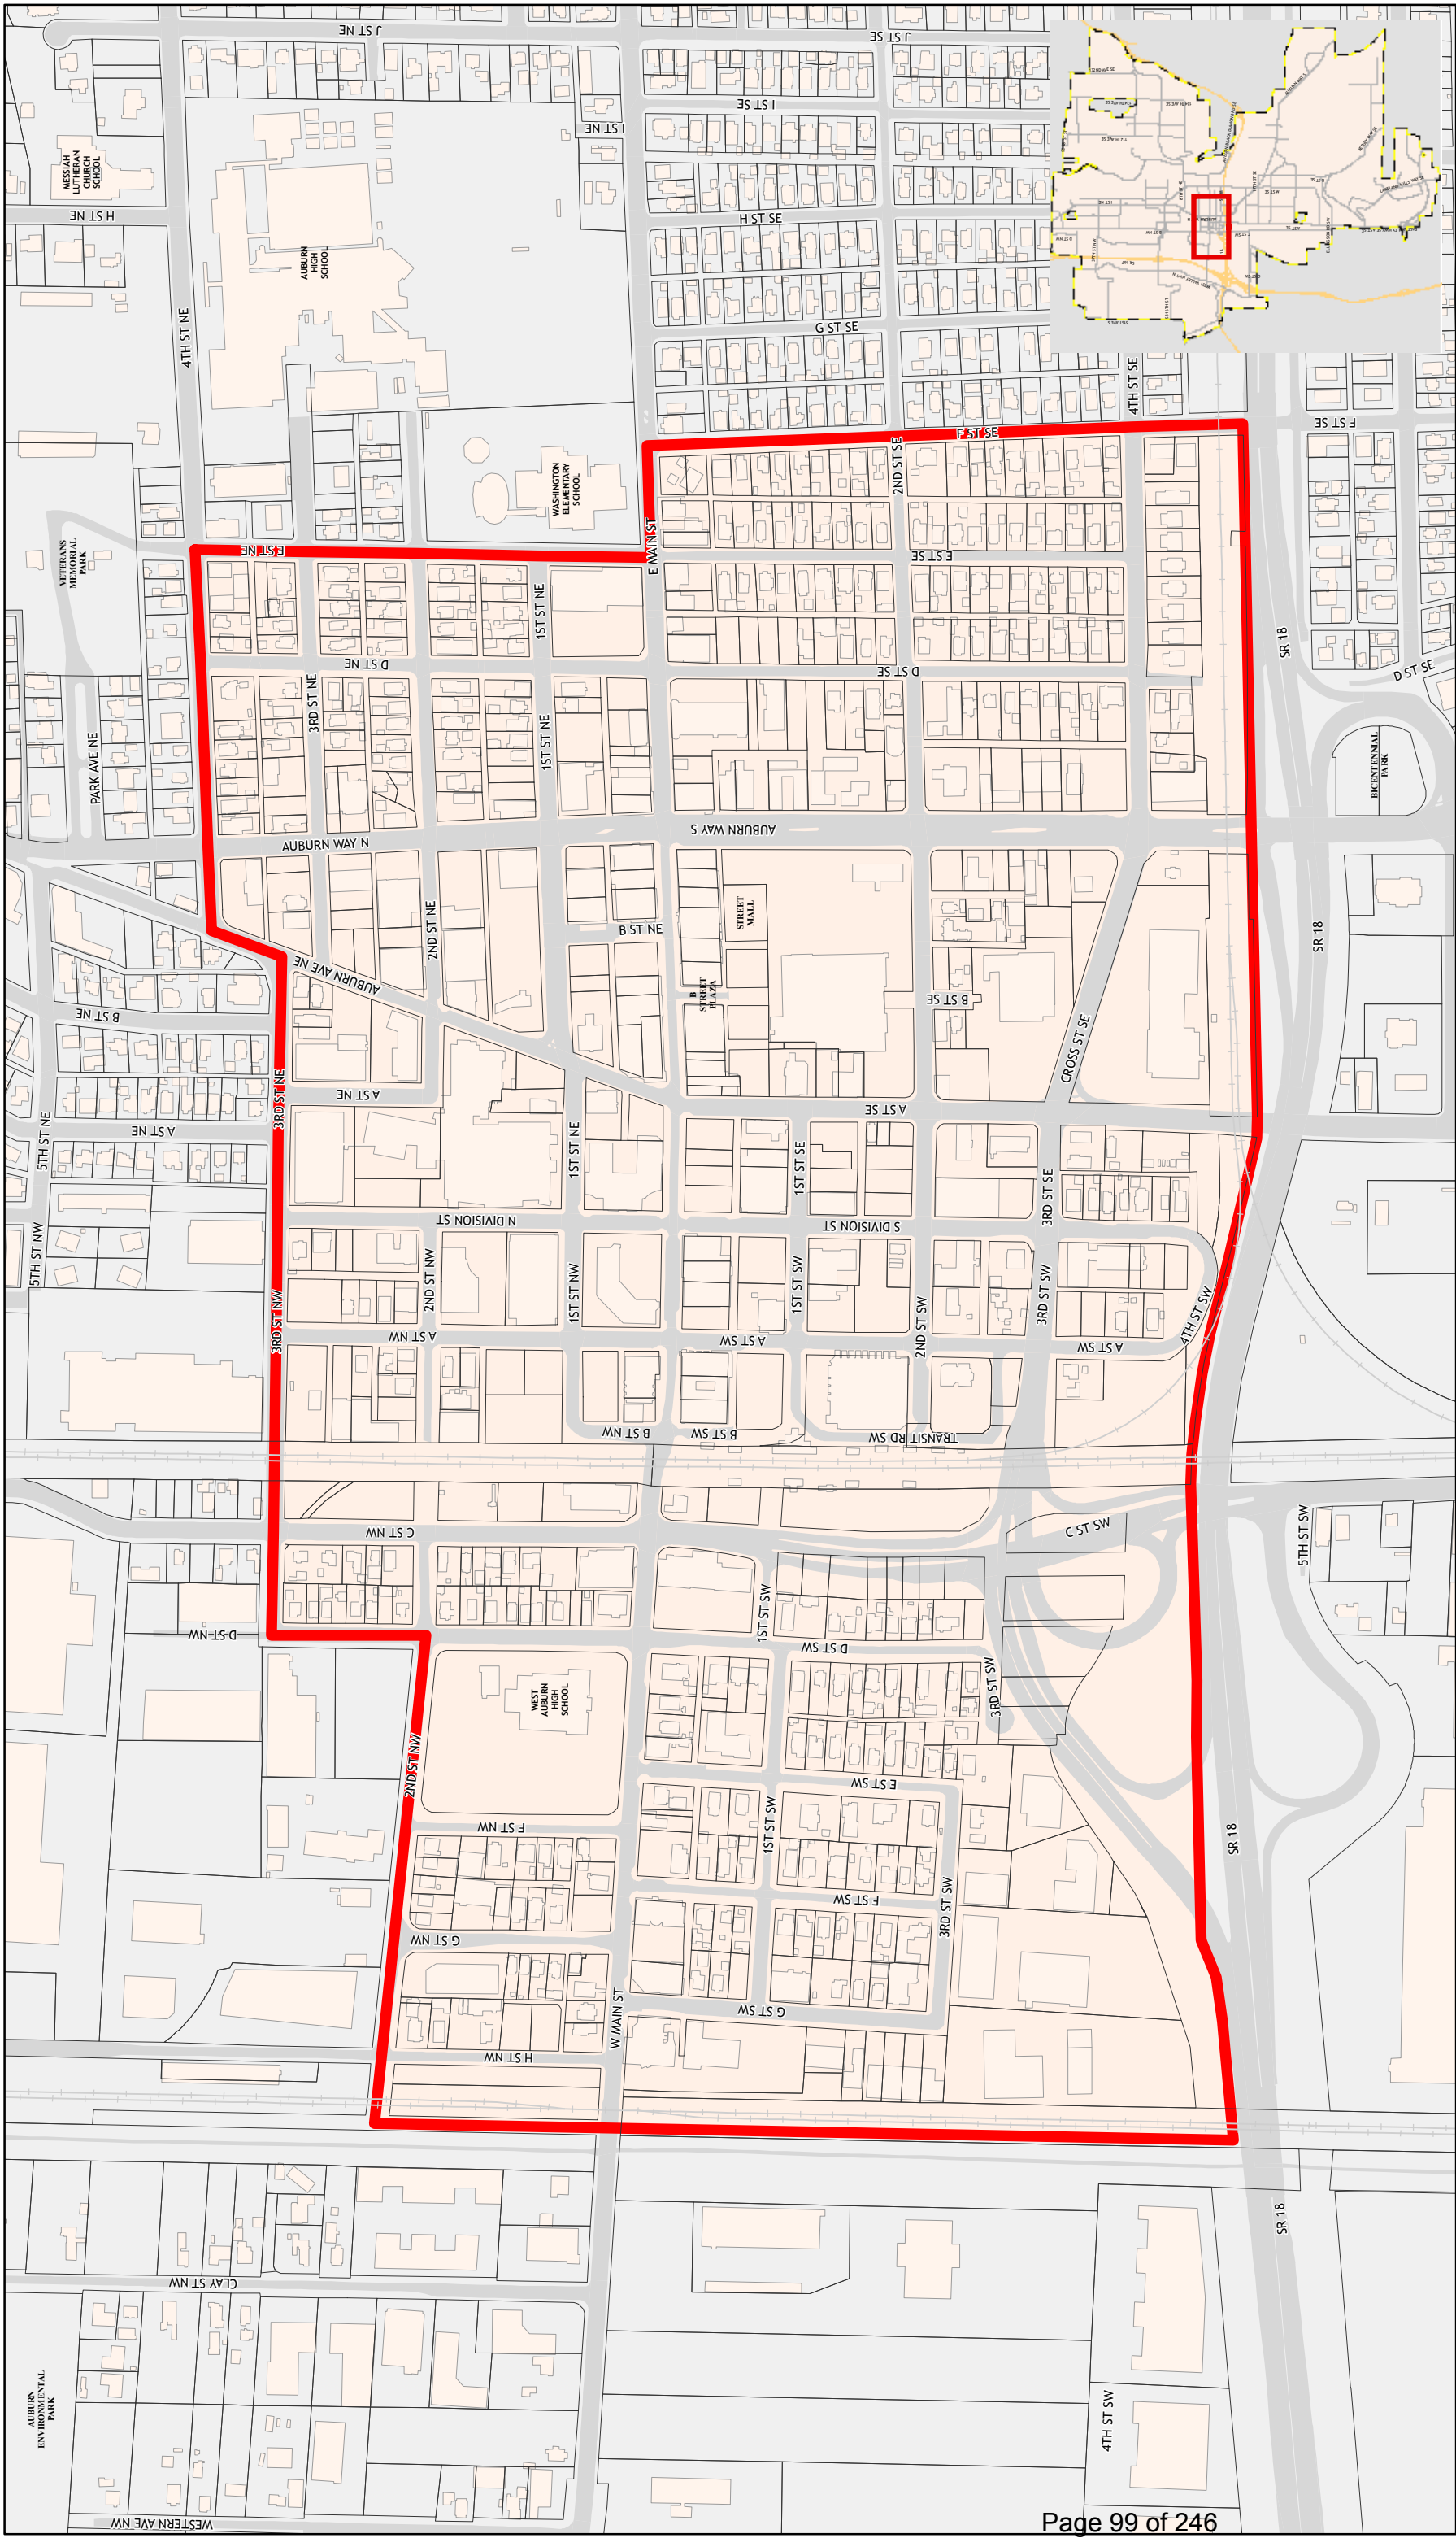 J ST NE
J ST SE
I ST SE
I ST NE
MESSIAH
LUTHERAN
CHURCH
SCHOOL
H ST NE
H ST SE
AUBURN
HIGH
SCHOOL
4TH ST NE
G ST SE
4TH ST SE
F ST SE
F ST SE
2ND ST SE
WASHINGTON
ELEMENTARY
SCHOOL
VETERANS
MEMORIAL
PARK
E ST NE
E MAIN ST
E ST SE
1ST ST NE
SR 18
D ST NE
D ST SE
D ST SE
3RD ST NE
1ST ST NE
PARK AVE NE
BICENTENNIAL
PARK
AUBURN WAY N
AUBURN WAY S
STREET
MALL
2ND ST NE
B ST NE
SR 18
AUBURN AVE NE
B
STREET
PLAZA
B ST SE
B ST NE
CROSS ST SE
3RD ST NE
A ST NE
A ST SE
A ST NE
5TH ST NE
1ST ST NE
1ST ST SE
3RD ST SE
N DIVISION ST
S DIVISION ST
5TH ST NW
2ND ST NW
1ST ST NW
1ST ST SW
3RD ST SW
3RD ST NW
2ND ST SW
4TH ST SW
A ST NW
A ST SW
A ST SW
B ST NW
B ST SW
TRANSIT RD SW
C ST NW
C ST SW
5TH ST SW
1ST ST SW
D ST NW
D ST SW
WEST
AUBURN
HIGH
SCHOOL
3RD ST SW
2ND ST NW
E ST SW
F ST NW
1ST ST SW
SR 18
F ST SW
3RD ST SW
G ST NW
G ST SW
W MAIN ST
H ST NW
SR 18
CLAY ST NW
AUBURN
ENVIRONMENTAL
PARK
4TH ST SW
WESTERN AVE NW
Page 99 of 246